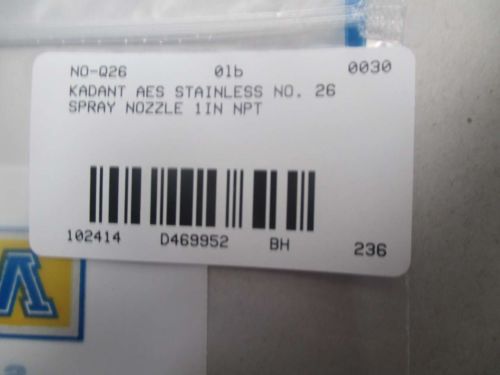 NO-Q26 0lb 0030
KADANT AES STAINLESS NO. 26
SPRAY NOZZLE 1IN NPT
102414 D469952 BH 236